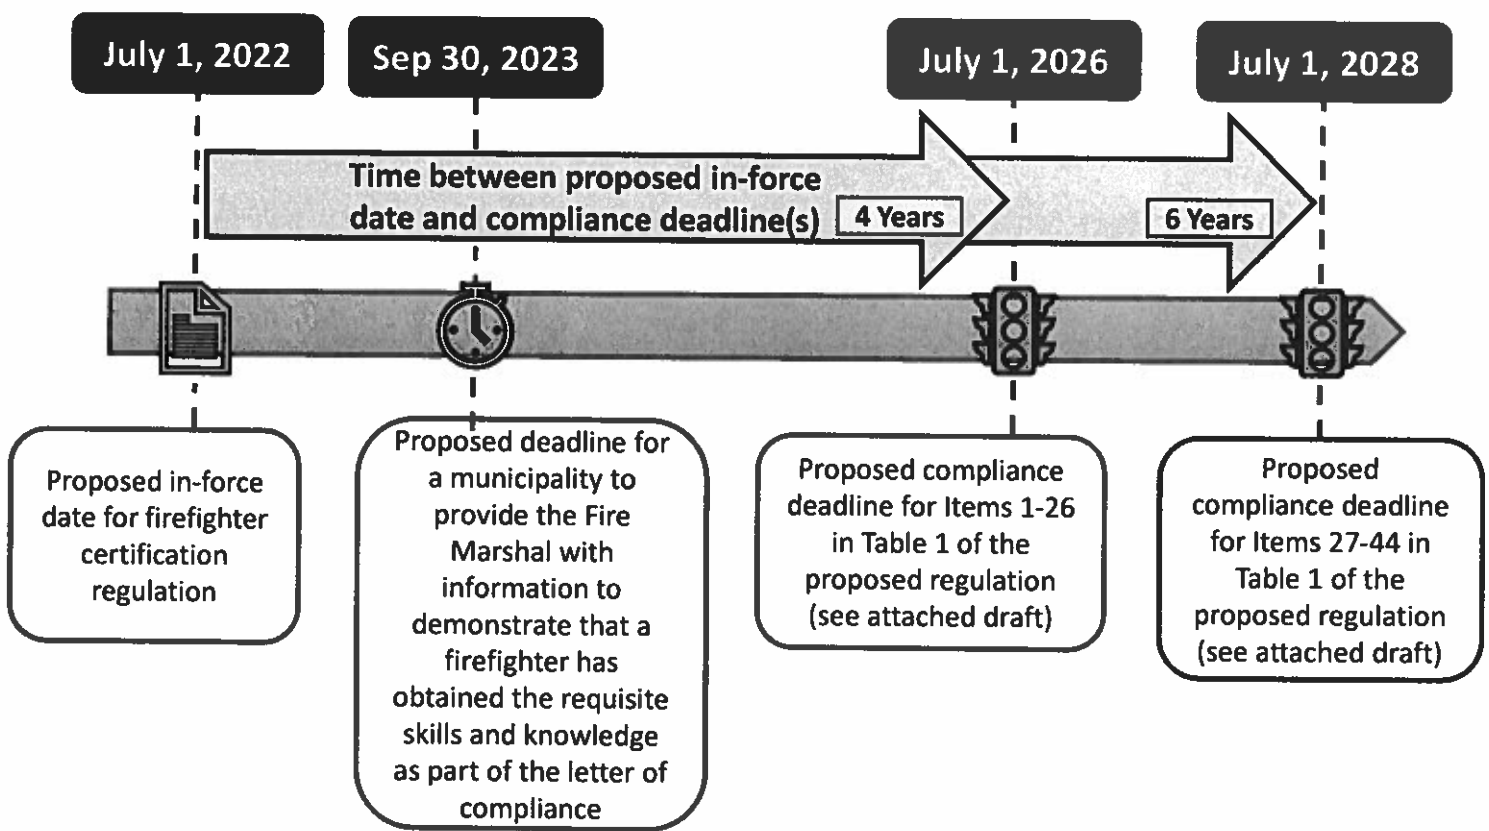 July 1, 2022
Sep 30, 2023
July 1, 2026
July 1, 2028
Time between proposed in-force
date and compliance deadline(s)
4 Years
6 Years
Proposed in-force
date for firefighter
certification
regulation
Proposed deadline for
a municipality to
provide the Fire
Marshal with
information to
demonstrate that a
firefighter has
obtained the requisite
skills and knowledge
as part of the letter of
compliance
Proposed compliance
deadline for Items 1-26
in Table 1 of the
proposed regulation
(see attached draft)
Proposed
compliance deadline
for Items 27-44 in
Table 1 of the
proposed regulation
(see attached draft)